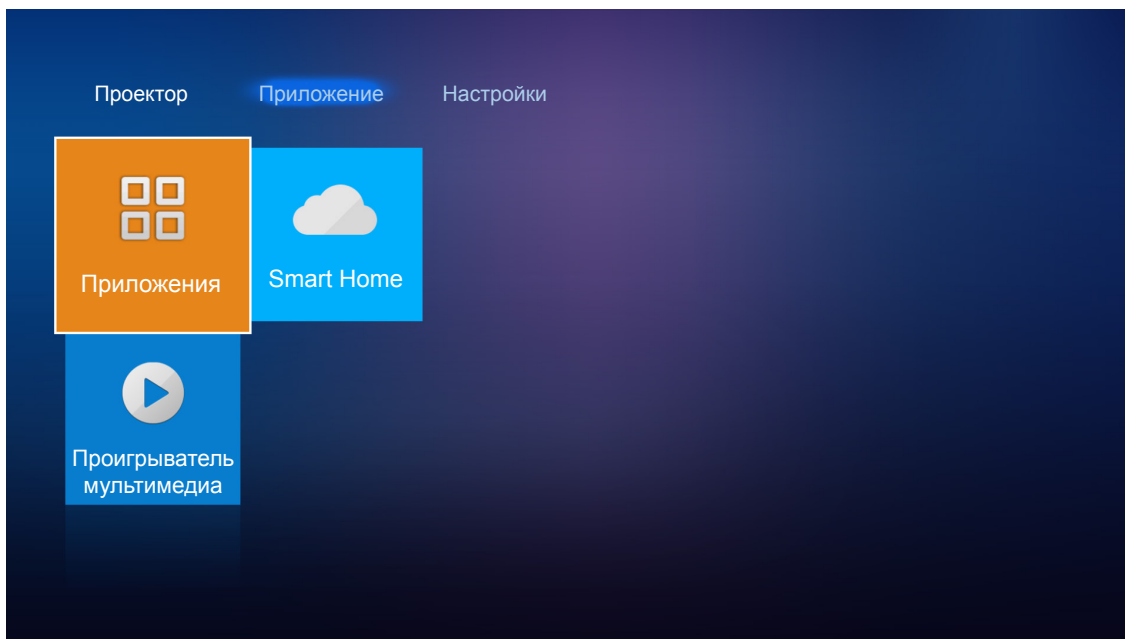 Проектор Приложение Настройки
Приложения
Smart Home
Проигрыватель
мультимедиа